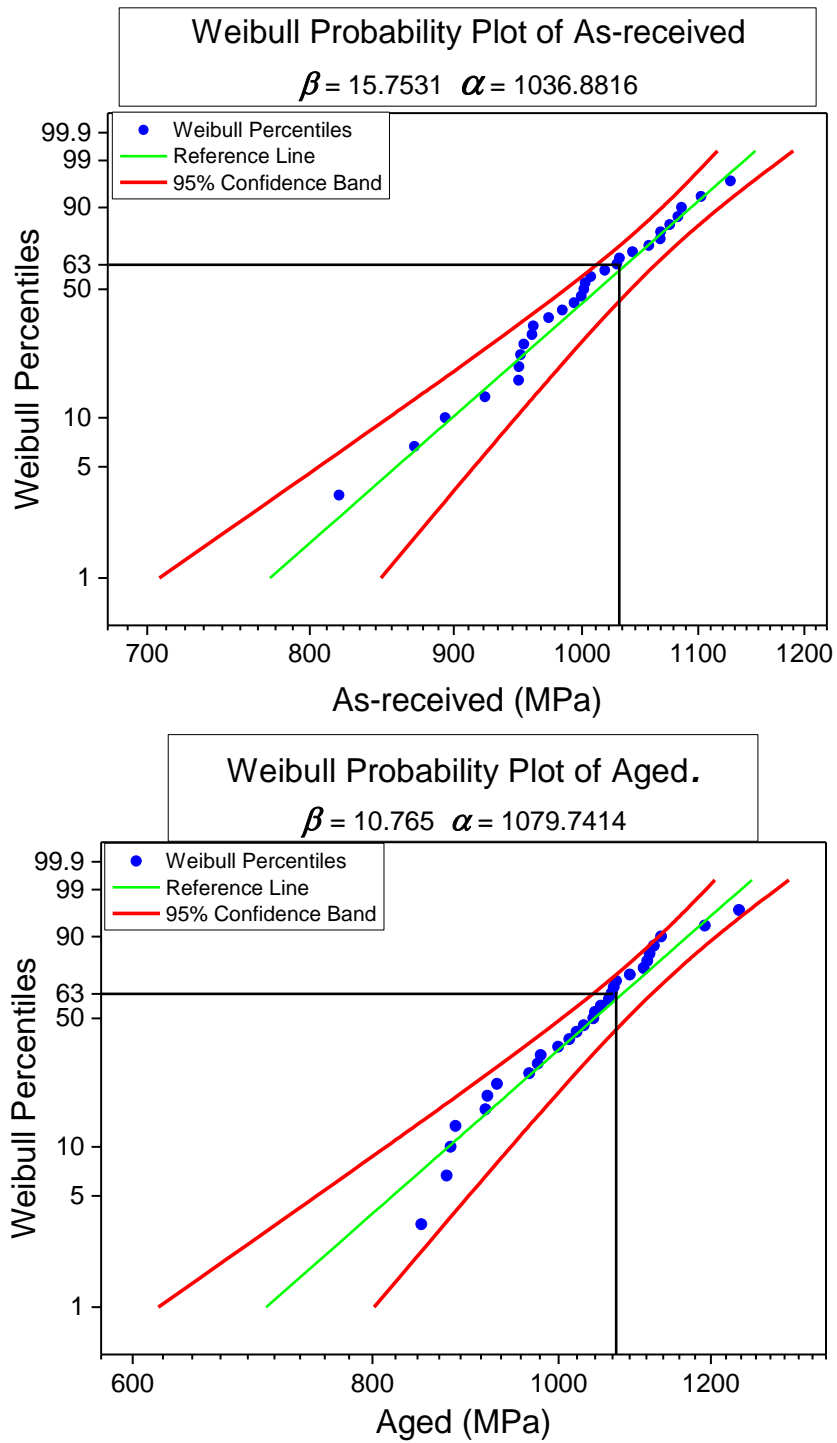 Weibull Probability Plot of As-received
β = 15.7531 α = 1036.8816
Weibull Percentiles
Reference Line
95% Confidence Band
99.9
99
90
63
50
10
5
1
Weibull Percentiles
700 800 900 1000 1100 1200
As-received (MPa)
Weibull Probability Plot of Aged.
β = 10.765 α = 1079.7414
Weibull Percentiles
Reference Line
95% Confidence Band
99.9
99
90
63
50
10
5
1
Weibull Percentiles
600 800 1000 1200
Aged (MPa)